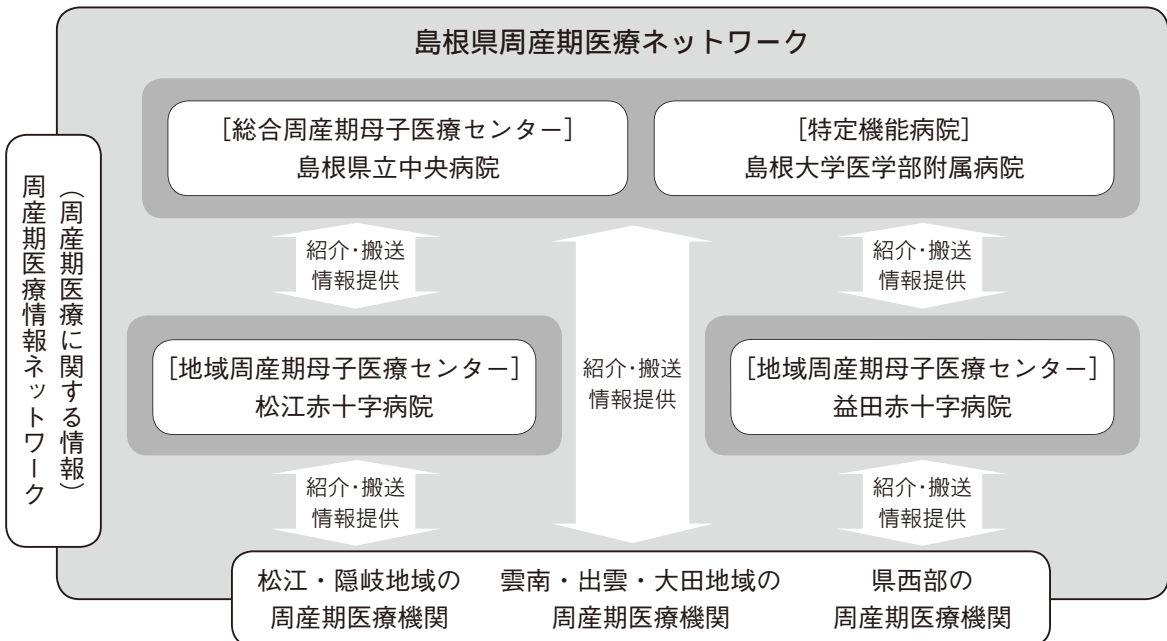 島根県周産期医療ネットワーク
[総合周産期母子医療センター]
島根県立中央病院
[特定機能病院]
島根大学医学部附属病院
周産期医療情報ネットワーク
（周産期医療に関する情報）
紹介・搬送
情報提供
紹介・搬送
情報提供
[地域周産期母子医療センター]
松江赤十字病院
紹介・搬送
情報提供
[地域周産期母子医療センター]
益田赤十字病院
紹介・搬送
情報提供
紹介・搬送
情報提供
松江・隠岐地域の
周産期医療機関
雲南・出雲・大田地域の
周産期医療機関
県西部の
周産期医療機関